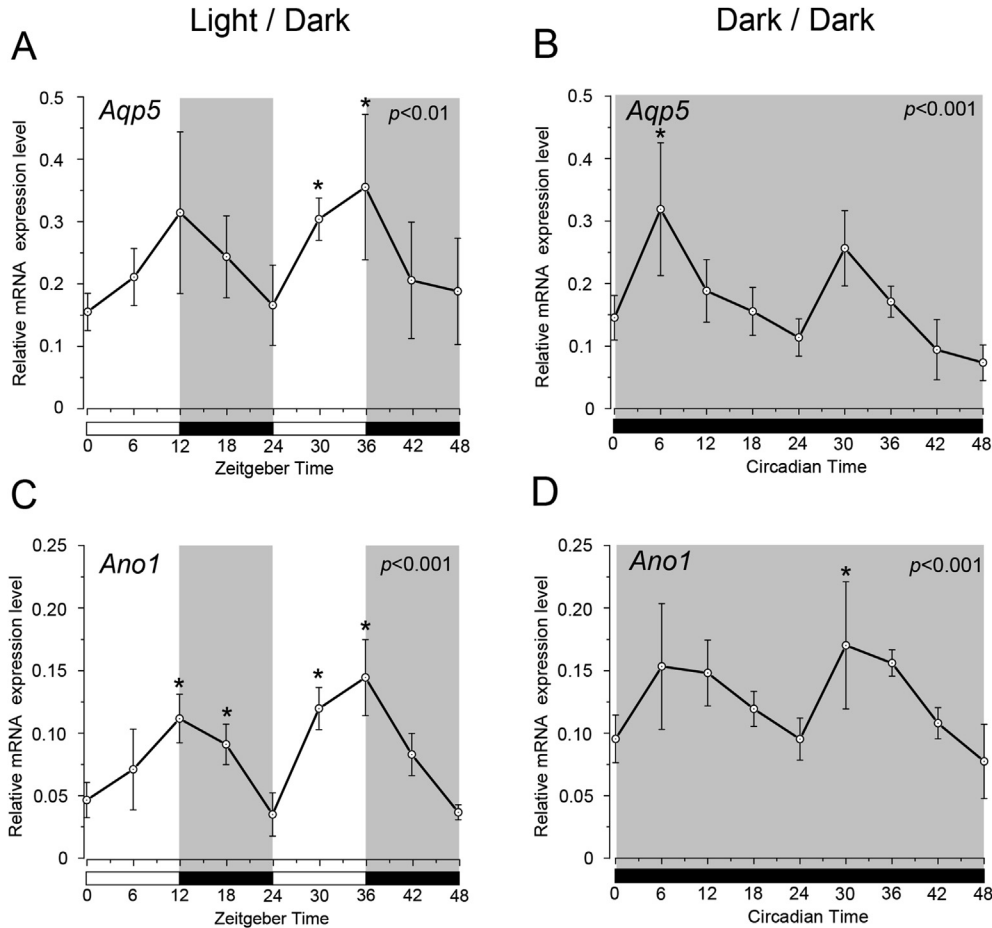 Light / Dark
Dark / Dark
A
Relative mRNA expression level
0.5
0.4
0.3
0.2
0.1
0
Aqp5
p<0.01
*
*
0 6 12 18 24 30 36 42 48
Zeitgeber Time
B
Relative mRNA expression level
0.5
0.4
0.3
0.2
0.1
0
Aqp5
p<0.001
*
0 6 12 18 24 30 36 42 48
Circadian Time
C
Relative mRNA expression level
0.25
0.20
0.15
0.10
0.05
0
Ano1
p<0.001
*
*
*
*
0 6 12 18 24 30 36 42 48
Zeitgeber Time
D
Relative mRNA expression level
0.25
0.20
0.15
0.10
0.05
0
Ano1
p<0.001
*
0 6 12 18 24 30 36 42 48
Circadian Time